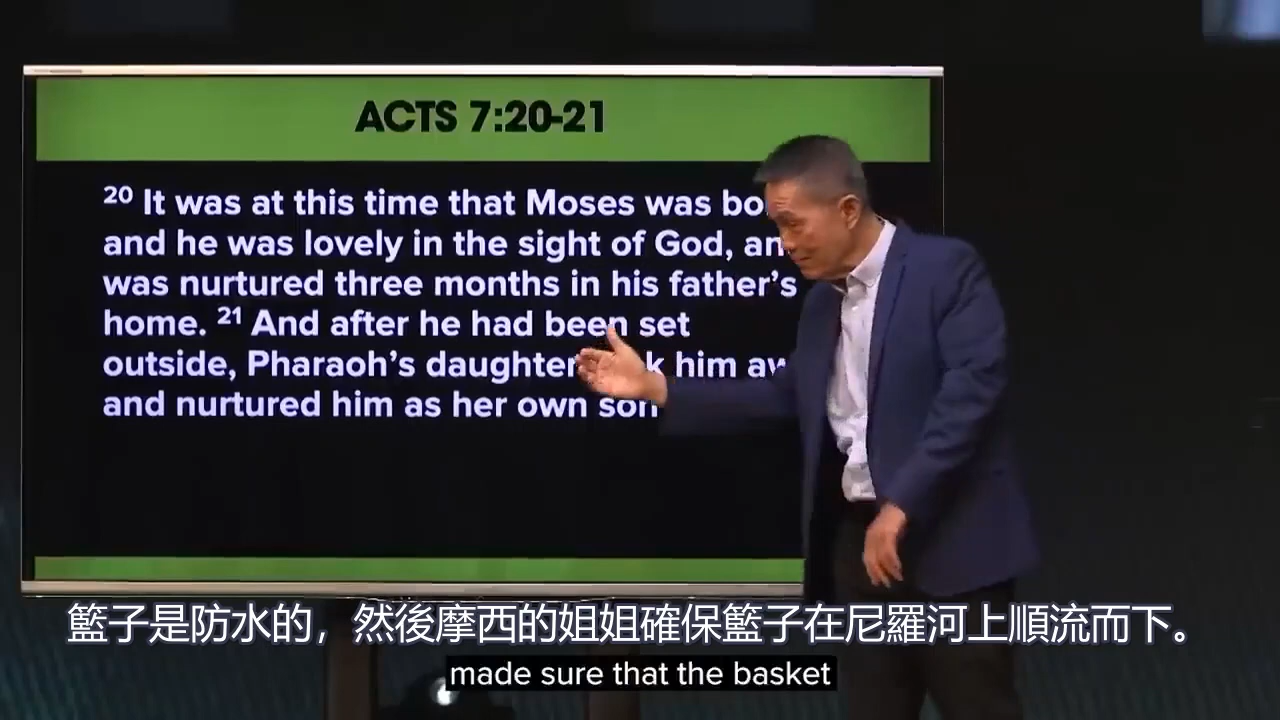 ACTS 7:20-21
20 It was at this time that Moses was bo
and he was lovely in the sight of God, an
was nurtured three months in his father's
home. 21 And after he had been set
outside, Pharaoh's daughter k him aw
and nurtured him as her own son
籃子是防水的，然後摩西的姐姐確保籃子在尼羅河上順流而下。
made sure that the basket